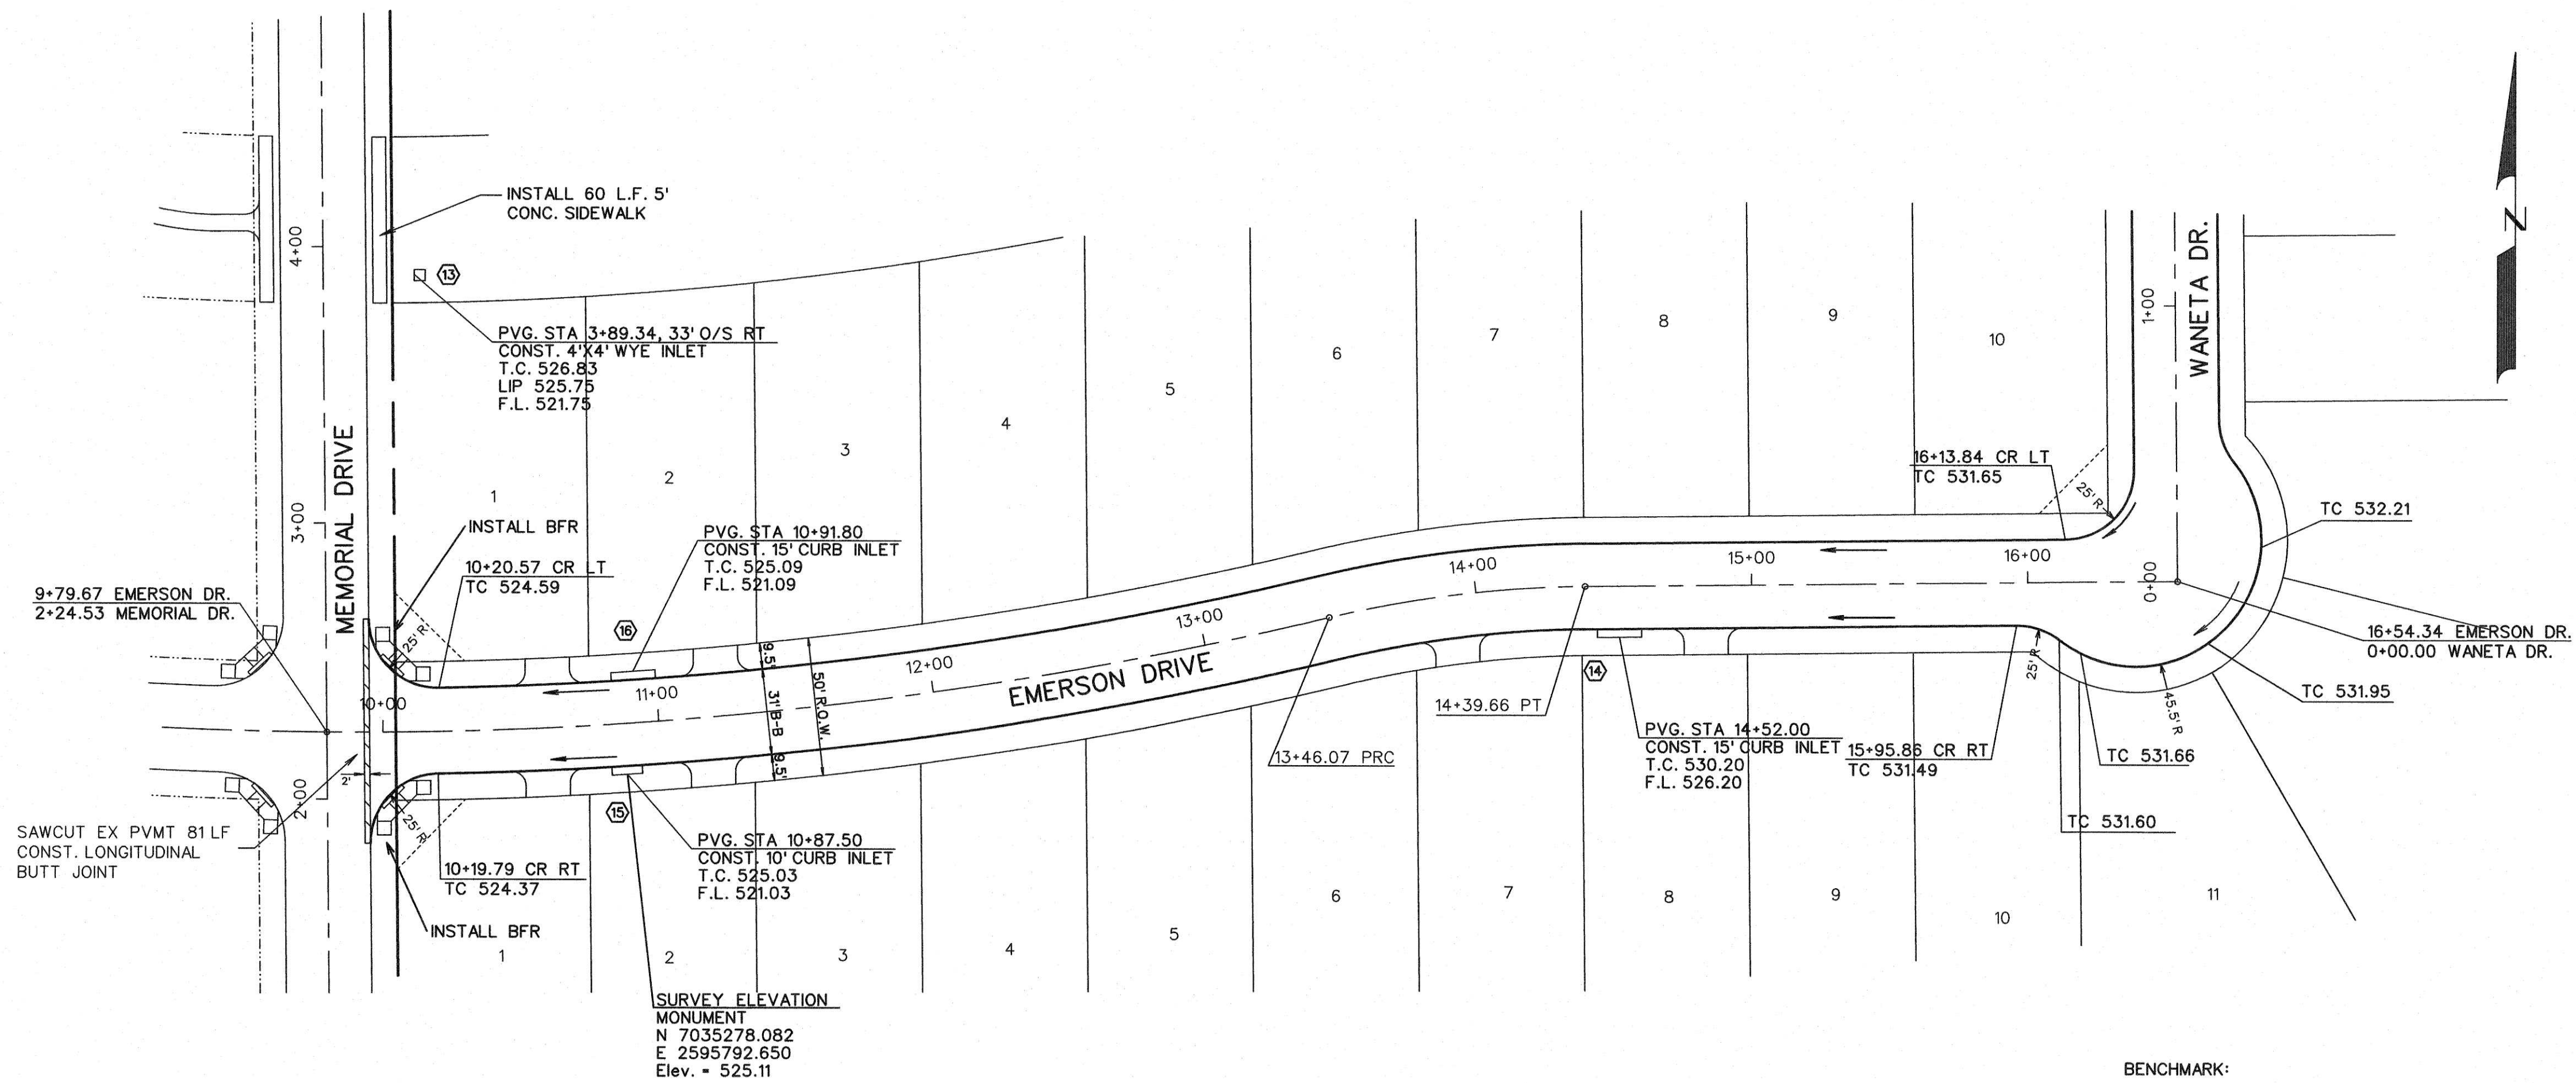 INSTALL 60 L.F. 5'
CONC. SIDEWALK
N
4+00
13
PVG. STA 3+89.34, 33' O/S RT
CONST. 4'X4' WYE INLET
T.C. 526.83
LIP 525.75
F.L. 521.75
WANETA DR.
1+00
1
2
3
4
5
6
7
8
9
10
MEMORIAL DRIVE
3+00
INSTALL BFR
10+20.57 CR LT
TC 524.59
PVG. STA 10+91.80
CONST. 15' CURB INLET
T.C. 525.09
F.L. 521.09
16+13.84 CR LT
TC 531.65
25' R
TC 532.21
9+79.67 EMERSON DR.
2+24.53 MEMORIAL DR.
25' R
16
9.5'
31' B-B
9.5'
50' R.O.W.
10+00
11+00
12+00
13+00
14+00
15+00
16+00
0+00
EMERSON DRIVE
16+54.34 EMERSON DR.
0+00.00 WANETA DR.
14
25' R
45.5' R
TC 531.95
14+39.66 PT
13+46.07 PRC
PVG. STA 14+52.00
CONST. 15' CURB INLET
T.C. 530.20
F.L. 526.20
15+95.86 CR RT
TC 531.49
TC 531.66
TC 531.60
2'
2+00
25' R
SAWCUT EX PVMT 81 LF
CONST. LONGITUDINAL
BUTT JOINT
15
PVG. STA 10+87.50
CONST. 10' CURB INLET
T.C. 525.03
F.L. 521.03
10+19.79 CR RT
TC 524.37
INSTALL BFR
1
2
3
4
5
6
7
8
9
10
11
SURVEY ELEVATION
MONUMENT
N 7035278.082
E 2595792.650
Elev. = 525.11
BENCHMARK: